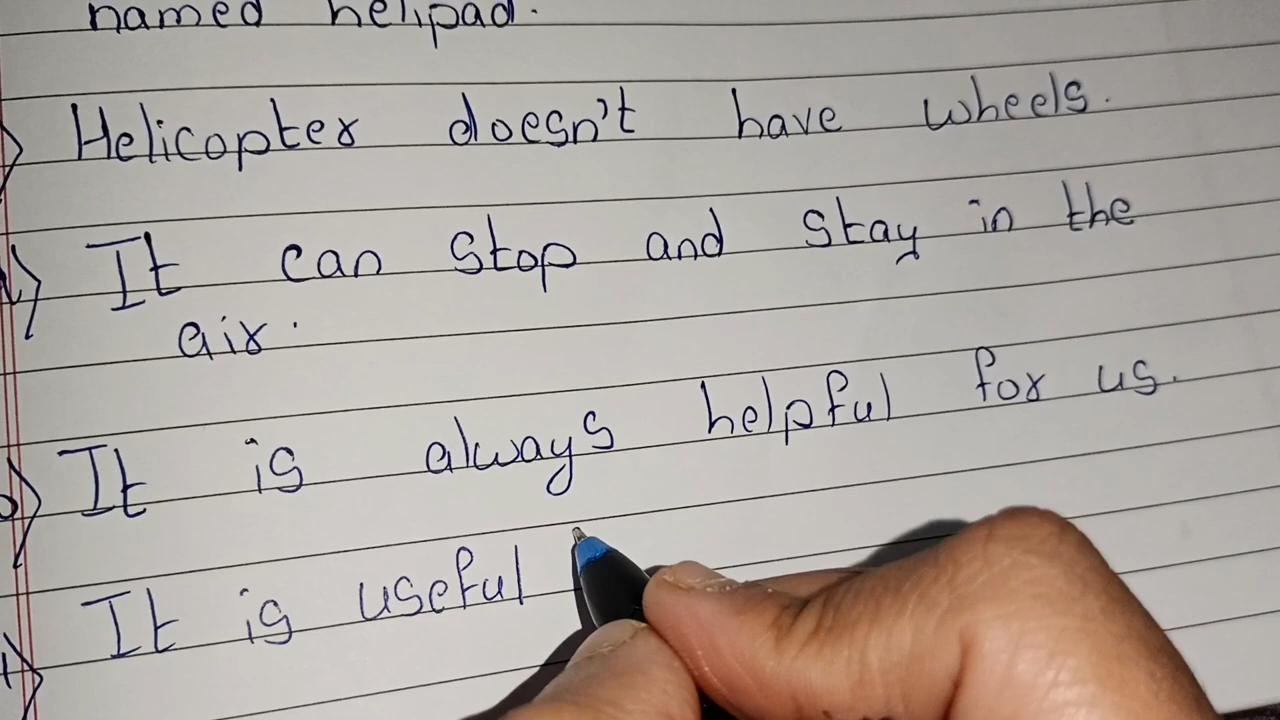 named helipad.
Helicopter doesn't have wheels.
It can stop and stay in the
air.
It is always helpful for us.
It is useful